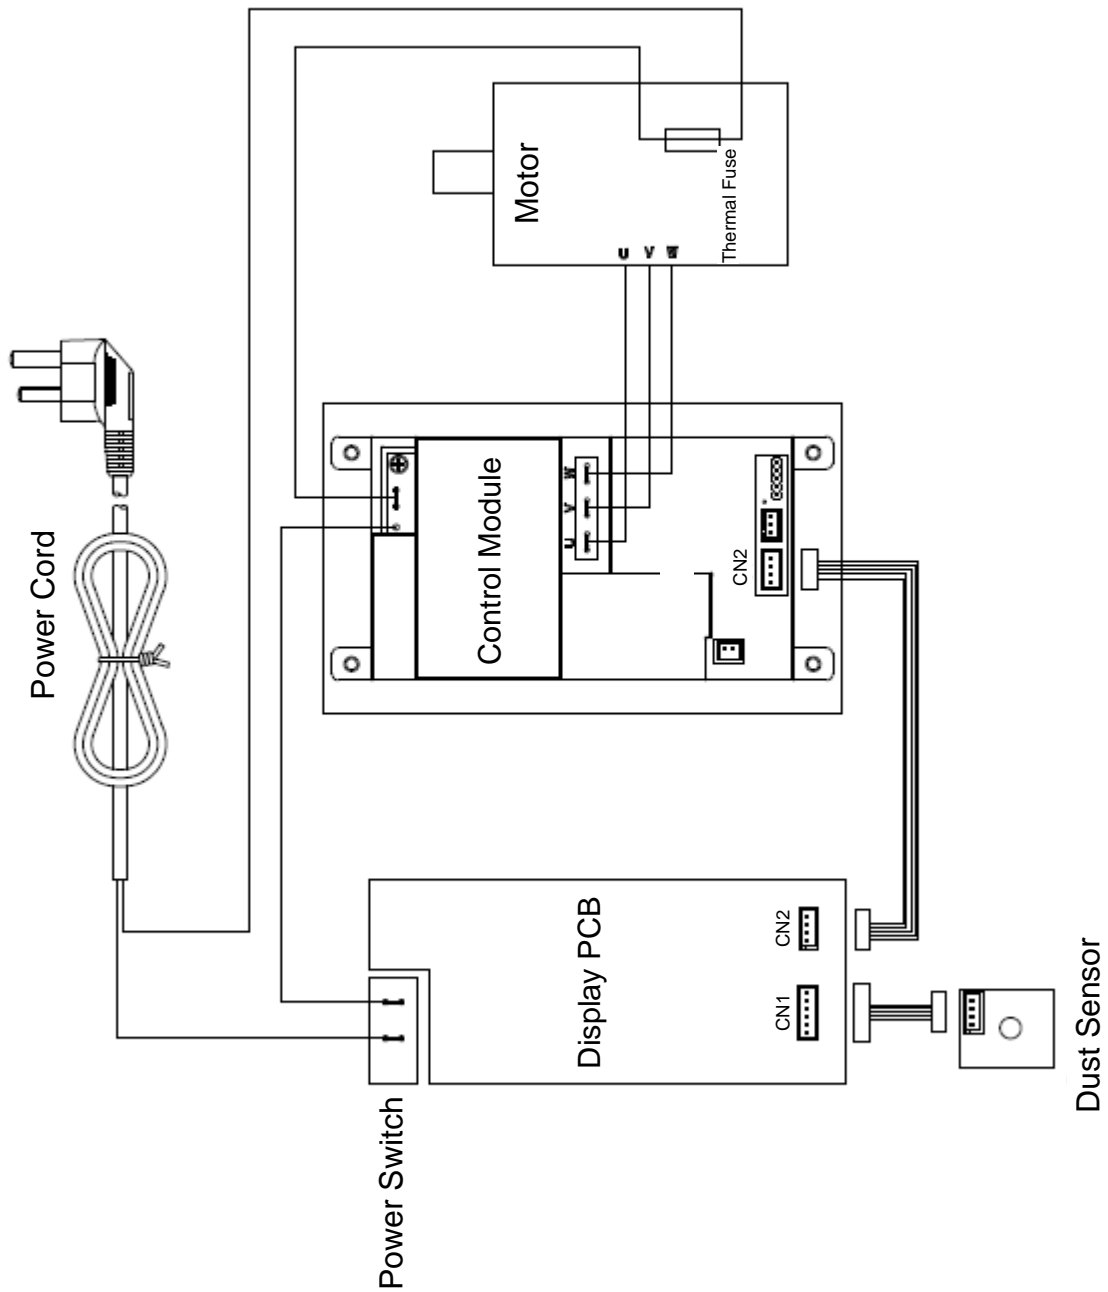 Power Cord
Motor
Thermal Fuse
U
V
W
Control Module
U
V
W
CN2
Power Switch
Display PCB
CN1
CN2
Dust Sensor